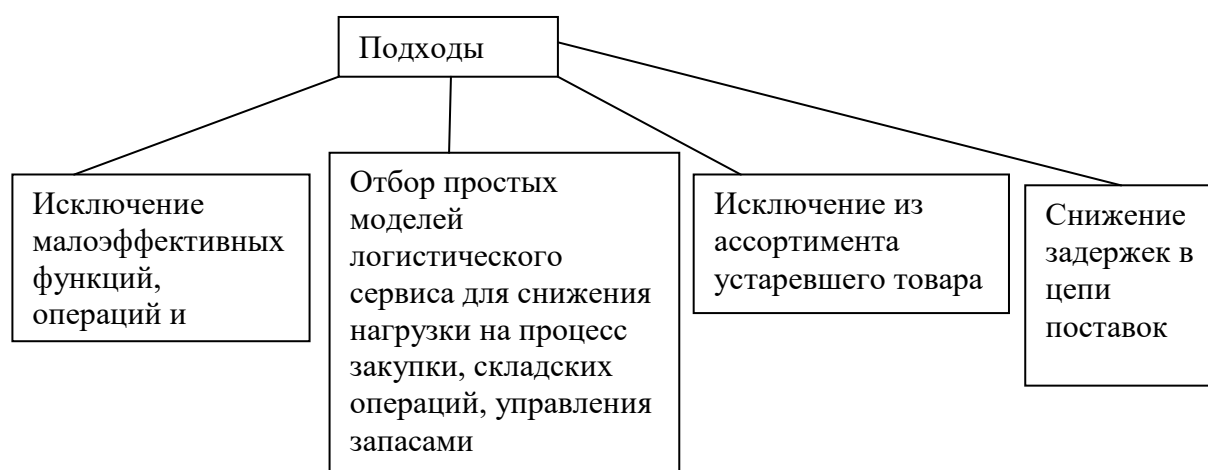 Подходы
Исключение
малоэффективных
функций,
операций и
Отбор простых
моделей
логистического
сервиса для снижения
нагрузки на процесс
закупки, складских
операций, управления
запасами
Исключение из
ассортимента
устаревшего товара
Снижение
задержек в
цепи
поставок